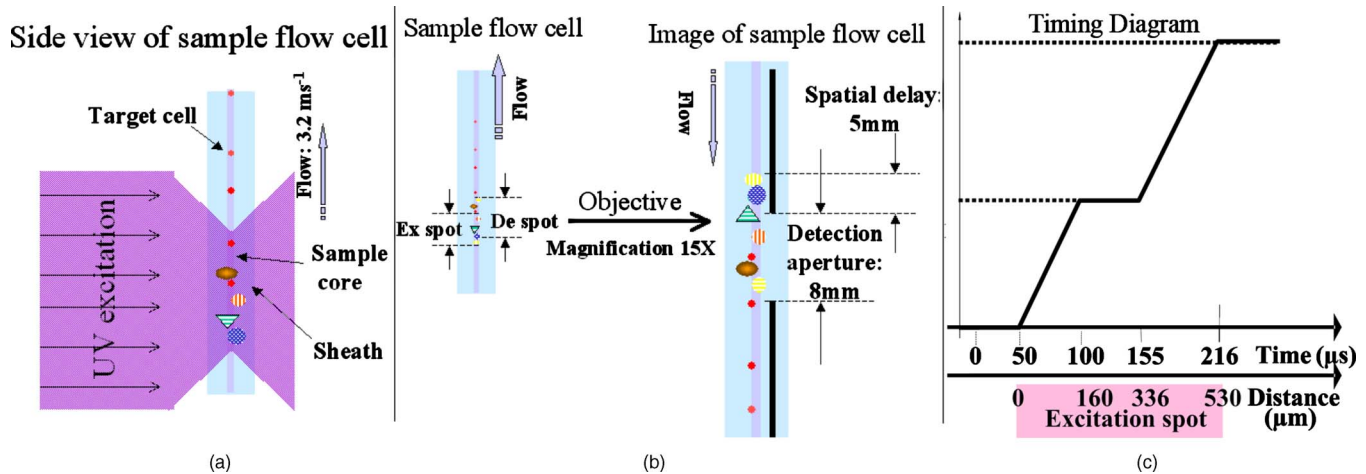 Side view of sample flow cell
Target cell
Flow: 3.2 ms-1
UV excitation
Sample
core
Sheath
(a)
Sample flow cell
Flow
Ex spot
De spot
Objective
Magnification 15X
Image of sample flow cell
Flow
Spatial delay:
5mm
Detection
aperture:
8mm
(b)
Timing Diagram
0 50 100 155 216 Time (μs)
0 160 336 530 Distance
(μm)
Excitation spot
(c)